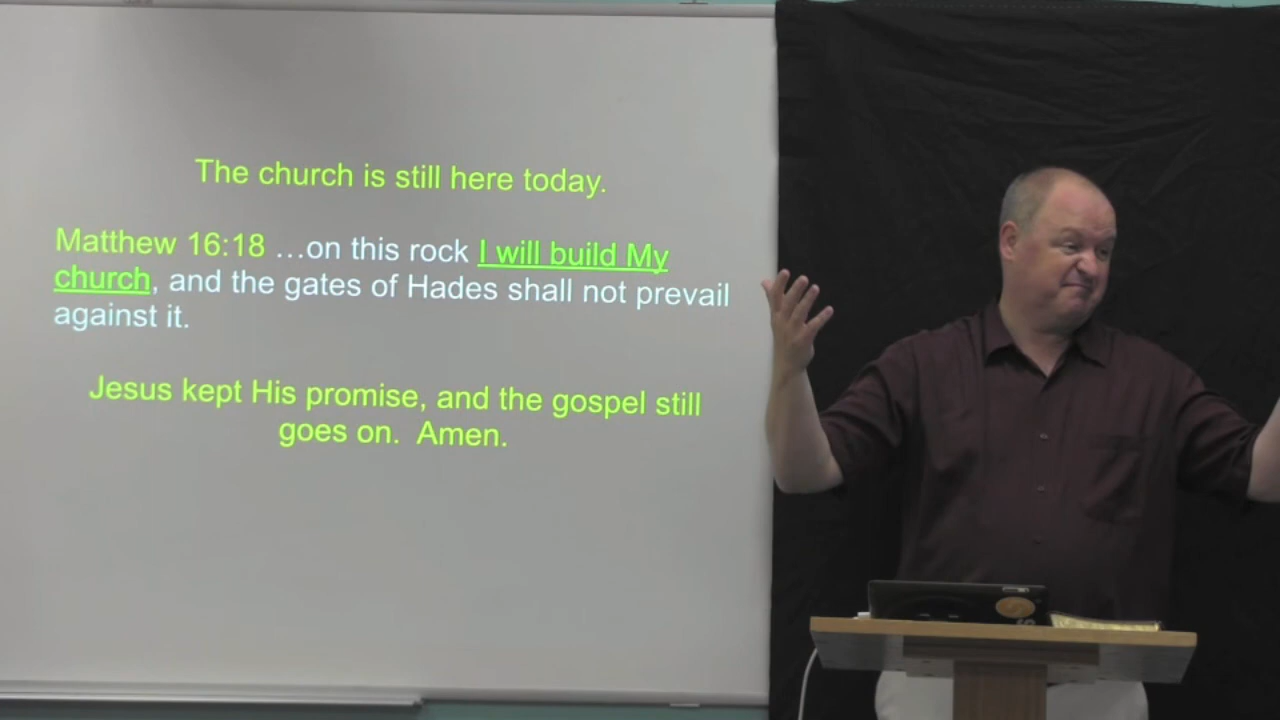 The church is still here today.
Matthew 16:18 …on this rock I will build My
church, and the gates of Hades shall not prevail
against it.
Jesus kept His promise, and the gospel still
goes on.  Amen.